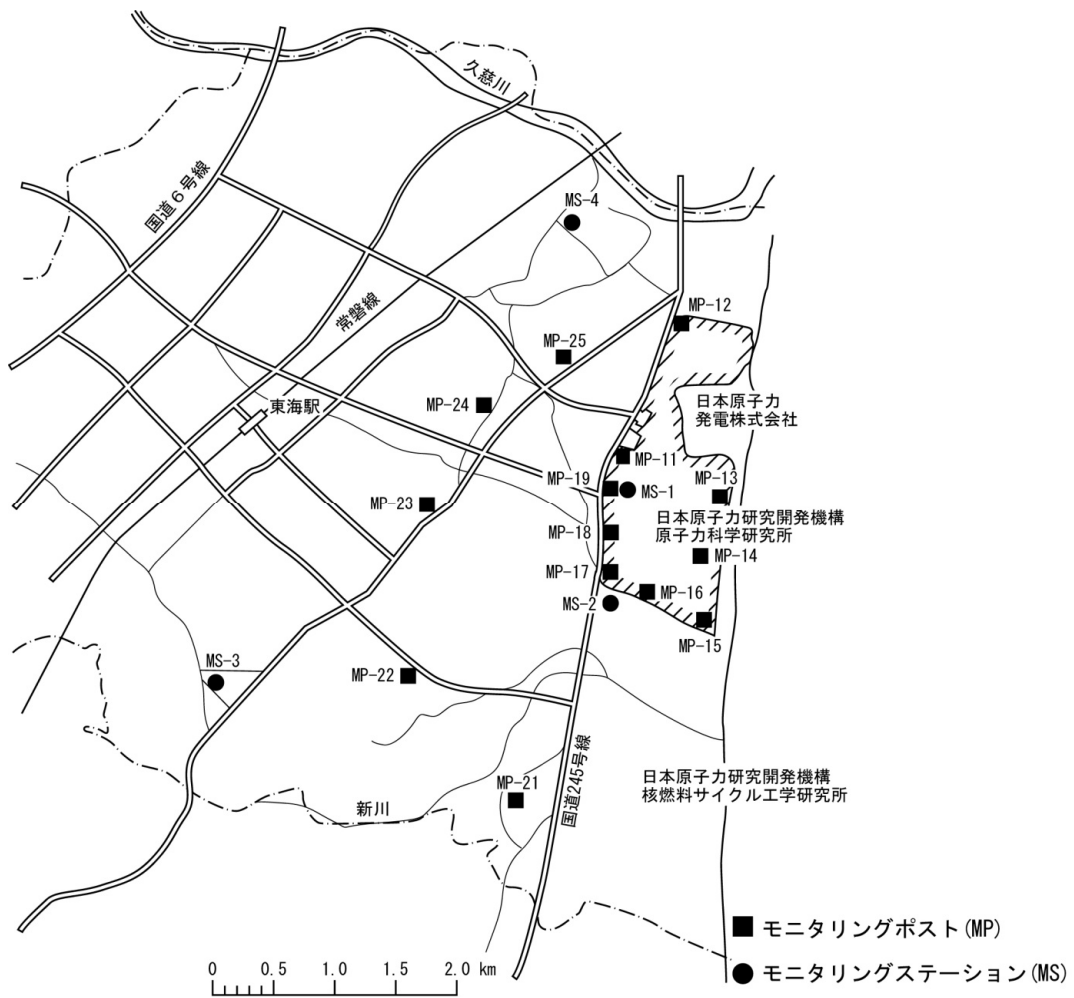 久慈川
国道6号線
MS-4
常磐線
MP-12
MP-25
MP-24
東海駅
日本原子力
発電株式会社
MP-11
MP-19
MS-1
MP-13
MP-23
日本原子力研究開発機構
原子力科学研究所
MP-18
MP-14
MP-17
MP-16
MS-2
MP-15
MS-3
MP-22
国道245号線
MP-21
日本原子力研究開発機構
核燃料サイクル工学研究所
新川
モニタリングポスト(MP)
モニタリングステーション(MS)
0 0.5 1.0 1.5 2.0 km